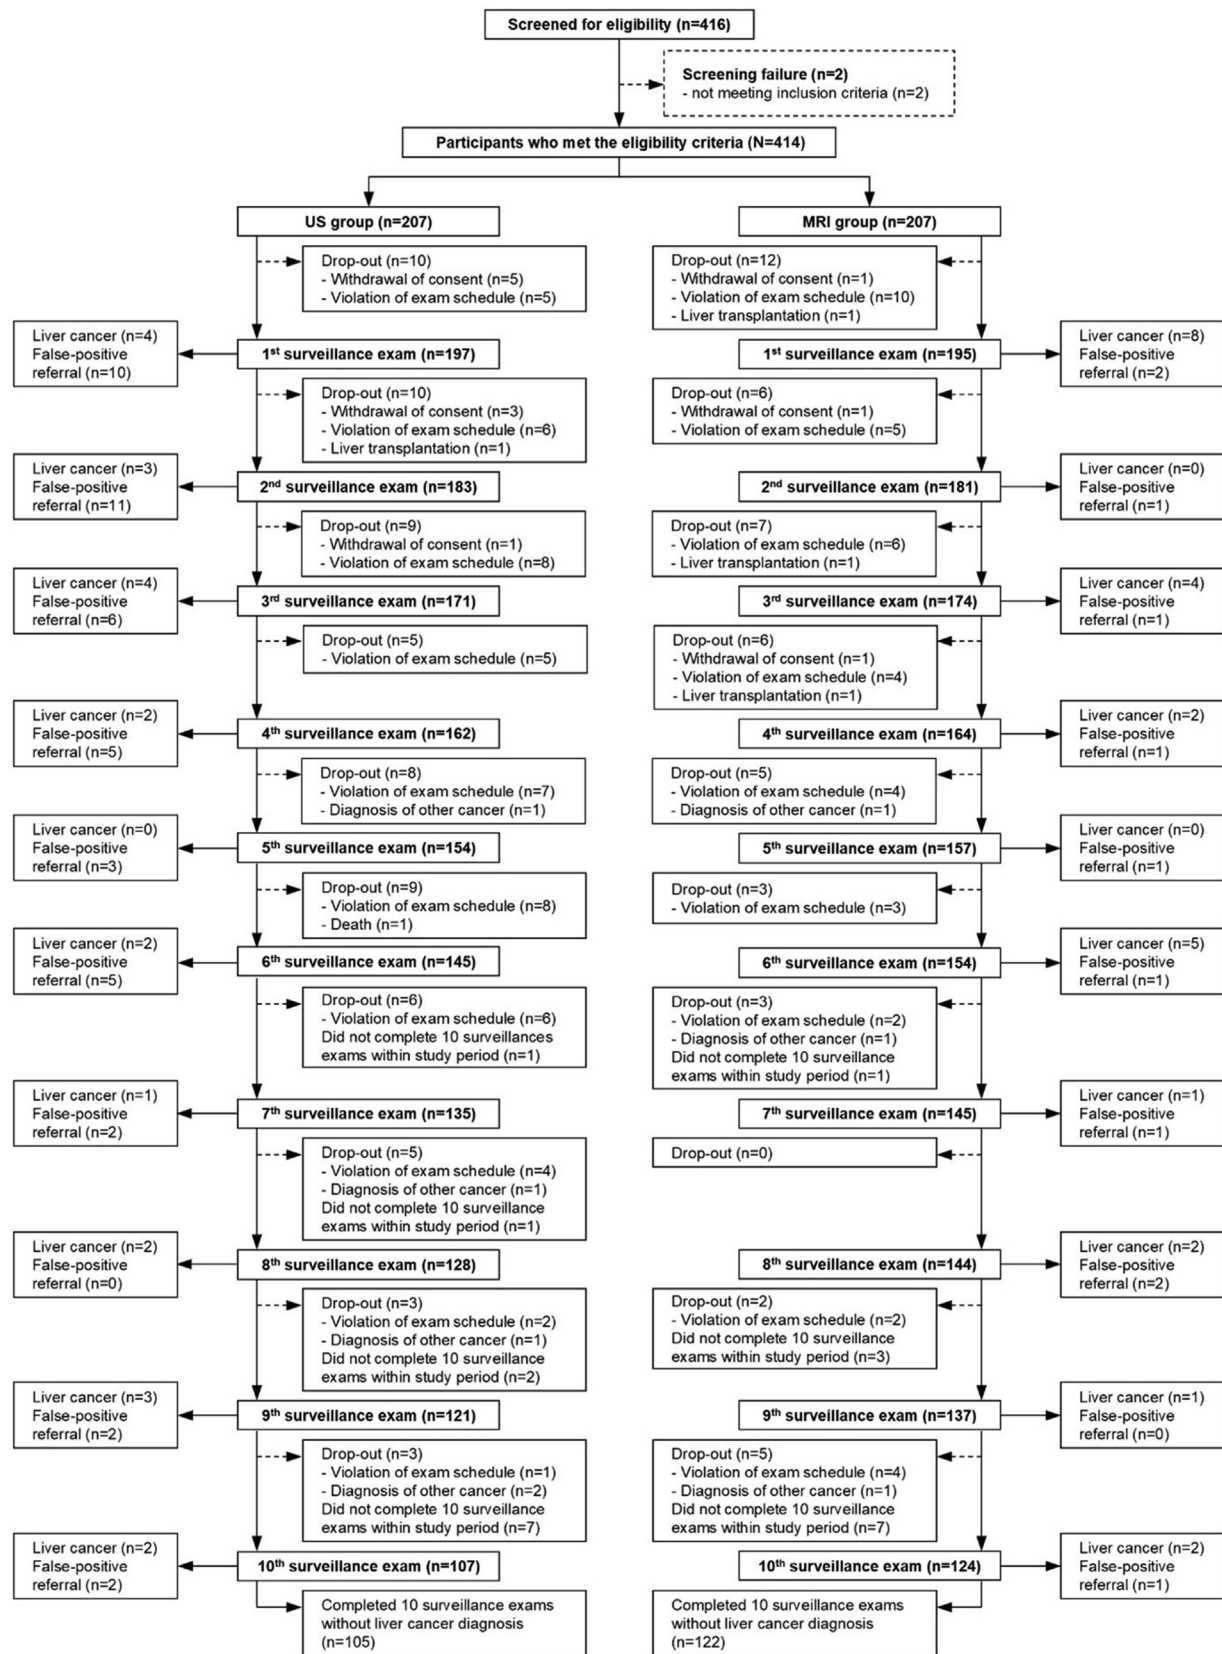 Screened for eligibility (n=416)
Screening failure (n=2)
- not meeting inclusion criteria (n=2)
Participants who met the eligibility criteria (N=414)
US group (n=207)
MRI group (n=207)
Drop-out (n=10)
- Withdrawal of consent (n=5)
- Violation of exam schedule (n=5)
Drop-out (n=12)
- Withdrawal of consent (n=1)
- Violation of exam schedule (n=10)
- Liver transplantation (n=1)
Liver cancer (n=4)
False-positive
referral (n=10)
1st surveillance exam (n=197)
1st surveillance exam (n=195)
Liver cancer (n=8)
False-positive
referral (n=2)
Drop-out (n=10)
- Withdrawal of consent (n=3)
- Violation of exam schedule (n=6)
- Liver transplantation (n=1)
Drop-out (n=6)
- Withdrawal of consent (n=1)
- Violation of exam schedule (n=5)
Liver cancer (n=3)
False-positive
referral (n=11)
2nd surveillance exam (n=183)
2nd surveillance exam (n=181)
Liver cancer (n=0)
False-positive
referral (n=1)
Drop-out (n=9)
- Withdrawal of consent (n=1)
- Violation of exam schedule (n=8)
Drop-out (n=7)
- Violation of exam schedule (n=6)
- Liver transplantation (n=1)
Liver cancer (n=4)
False-positive
referral (n=6)
3rd surveillance exam (n=171)
3rd surveillance exam (n=174)
Liver cancer (n=4)
False-positive
referral (n=1)
Drop-out (n=5)
- Violation of exam schedule (n=5)
Drop-out (n=6)
- Withdrawal of consent (n=1)
- Violation of exam schedule (n=4)
- Liver transplantation (n=1)
Liver cancer (n=2)
False-positive
referral (n=5)
4th surveillance exam (n=162)
4th surveillance exam (n=164)
Liver cancer (n=2)
False-positive
referral (n=1)
Drop-out (n=8)
- Violation of exam schedule (n=7)
- Diagnosis of other cancer (n=1)
Drop-out (n=5)
- Violation of exam schedule (n=4)
- Diagnosis of other cancer (n=1)
Liver cancer (n=0)
False-positive
referral (n=3)
5th surveillance exam (n=154)
5th surveillance exam (n=157)
Liver cancer (n=0)
False-positive
referral (n=1)
Drop-out (n=9)
- Violation of exam schedule (n=8)
- Death (n=1)
Drop-out (n=3)
- Violation of exam schedule (n=3)
Liver cancer (n=2)
False-positive
referral (n=5)
6th surveillance exam (n=145)
6th surveillance exam (n=154)
Liver cancer (n=5)
False-positive
referral (n=1)
Drop-out (n=6)
- Violation of exam schedule (n=6)
Did not complete 10 surveillances
exams within study period (n=1)
Drop-out (n=3)
- Violation of exam schedule (n=2)
- Diagnosis of other cancer (n=1)
Did not complete 10 surveillance
exams within study period (n=1)
Liver cancer (n=1)
False-positive
referral (n=2)
7th surveillance exam (n=135)
7th surveillance exam (n=145)
Liver cancer (n=1)
False-positive
referral (n=1)
Drop-out (n=5)
- Violation of exam schedule (n=4)
- Diagnosis of other cancer (n=1)
Did not complete 10 surveillance
exams within study period (n=1)
Drop-out (n=0)
Liver cancer (n=2)
False-positive
referral (n=0)
8th surveillance exam (n=128)
8th surveillance exam (n=144)
Liver cancer (n=2)
False-positive
referral (n=2)
Drop-out (n=3)
- Violation of exam schedule (n=2)
- Diagnosis of other cancer (n=1)
Did not complete 10 surveillance
exams within study period (n=2)
Drop-out (n=2)
- Violation of exam schedule (n=2)
Did not complete 10 surveillance
exams within study period (n=3)
Liver cancer (n=3)
False-positive
referral (n=2)
9th surveillance exam (n=121)
9th surveillance exam (n=137)
Liver cancer (n=1)
False-positive
referral (n=0)
Drop-out (n=3)
- Violation of exam schedule (n=1)
- Diagnosis of other cancer (n=2)
Did not complete 10 surveillance
exams within study period (n=7)
Drop-out (n=5)
- Violation of exam schedule (n=4)
- Diagnosis of other cancer (n=1)
Did not complete 10 surveillance
exams within study period (n=7)
Liver cancer (n=2)
False-positive
referral (n=2)
10th surveillance exam (n=107)
10th surveillance exam (n=124)
Liver cancer (n=2)
False-positive
referral (n=1)
Completed 10 surveillance exams
without liver cancer diagnosis
(n=105)
Completed 10 surveillance exams
without liver cancer diagnosis
(n=122)